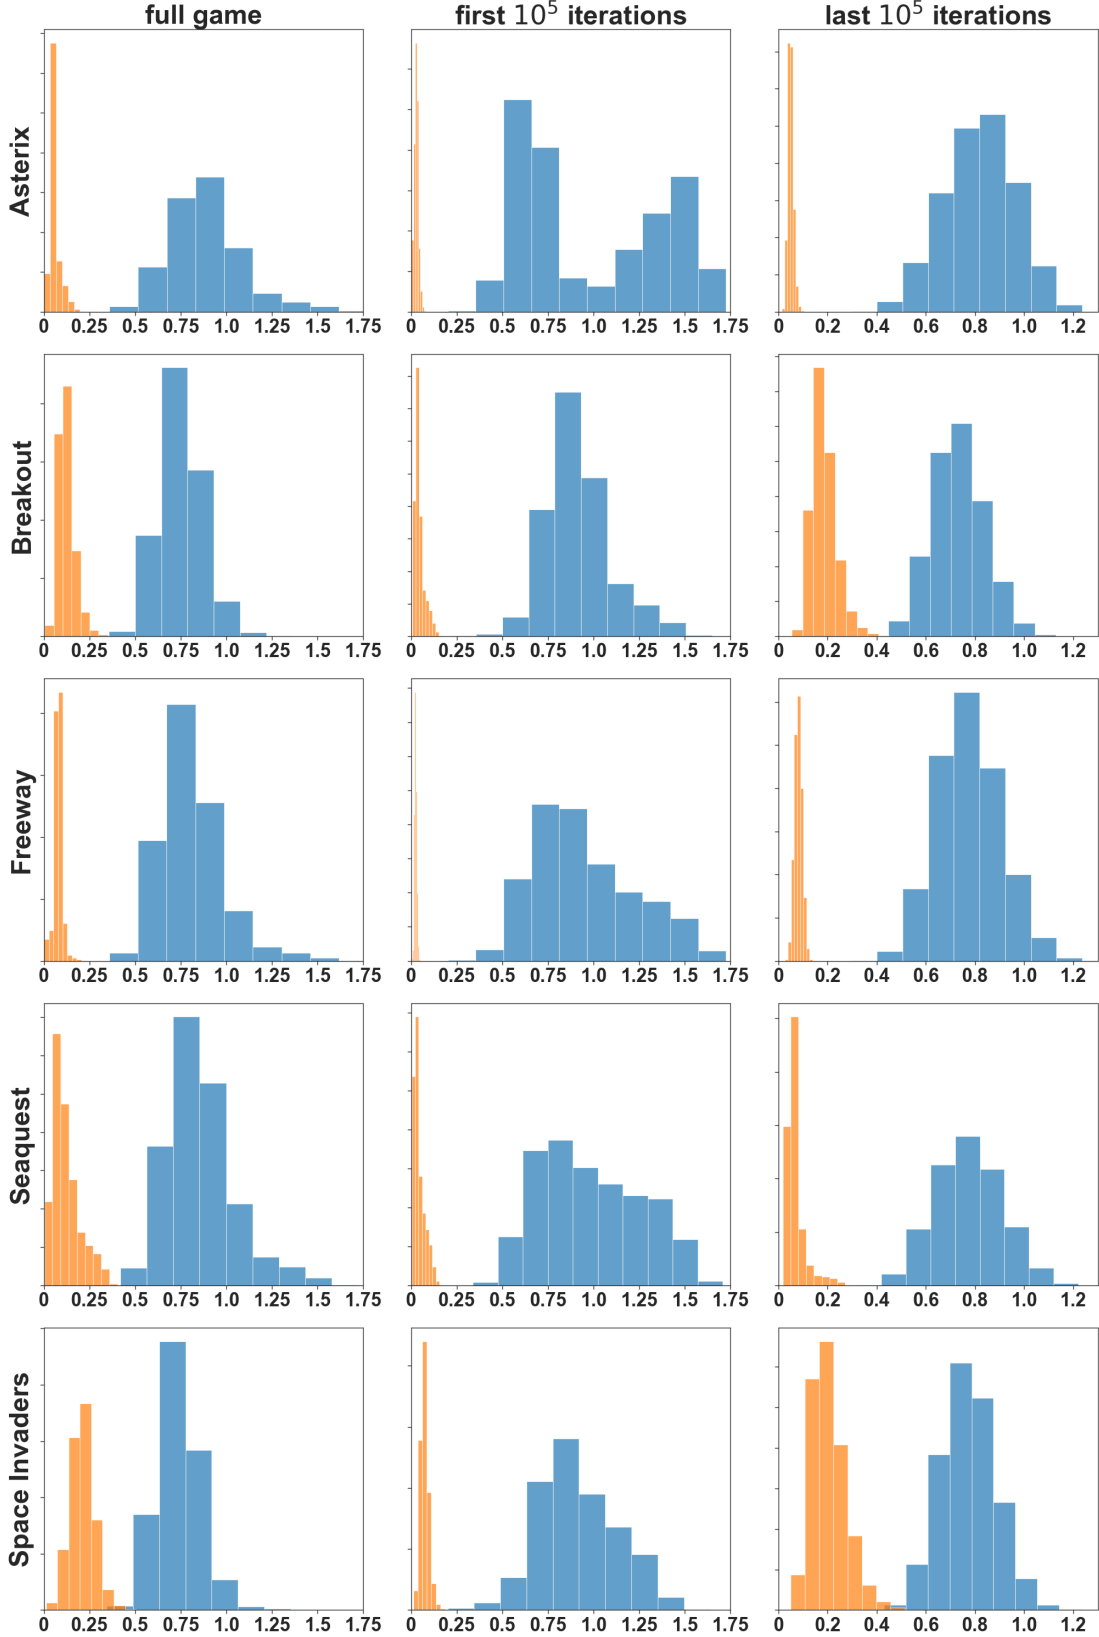 full game first 10⁵ iterations last 10⁵ iterations
Asterix
0 0.25 0.5 0.75 1.0 1.25 1.5 1.75 0 0.25 0.5 0.75 1.0 1.25 1.5 1.75 0 0.2 0.4 0.6 0.8 1.0 1.2
Breakout
0 0.25 0.5 0.75 1.0 1.25 1.5 1.75 0 0.25 0.5 0.75 1.0 1.25 1.5 1.75 0 0.2 0.4 0.6 0.8 1.0 1.2
Freeway
0 0.25 0.5 0.75 1.0 1.25 1.5 1.75 0 0.25 0.5 0.75 1.0 1.25 1.5 1.75 0 0.2 0.4 0.6 0.8 1.0 1.2
Seaquest
0 0.25 0.5 0.75 1.0 1.25 1.5 1.75 0 0.25 0.5 0.75 1.0 1.25 1.5 1.75 0 0.2 0.4 0.6 0.8 1.0 1.2
Space Invaders
0 0.25 0.5 0.75 1.0 1.25 1.5 1.75 0 0.25 0.5 0.75 1.0 1.25 1.5 1.75 0 0.2 0.4 0.6 0.8 1.0 1.2